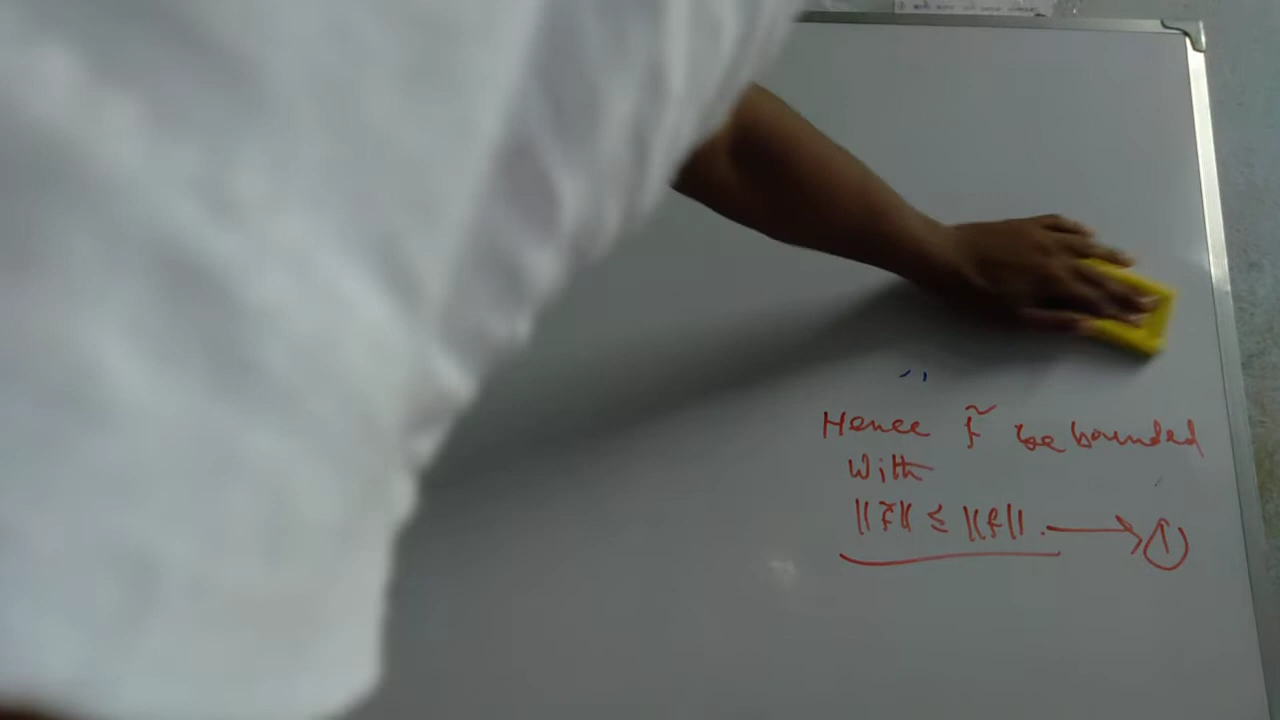 Hence f̃ be bounded
With
||f̃|| ≤ ||f||. → ①